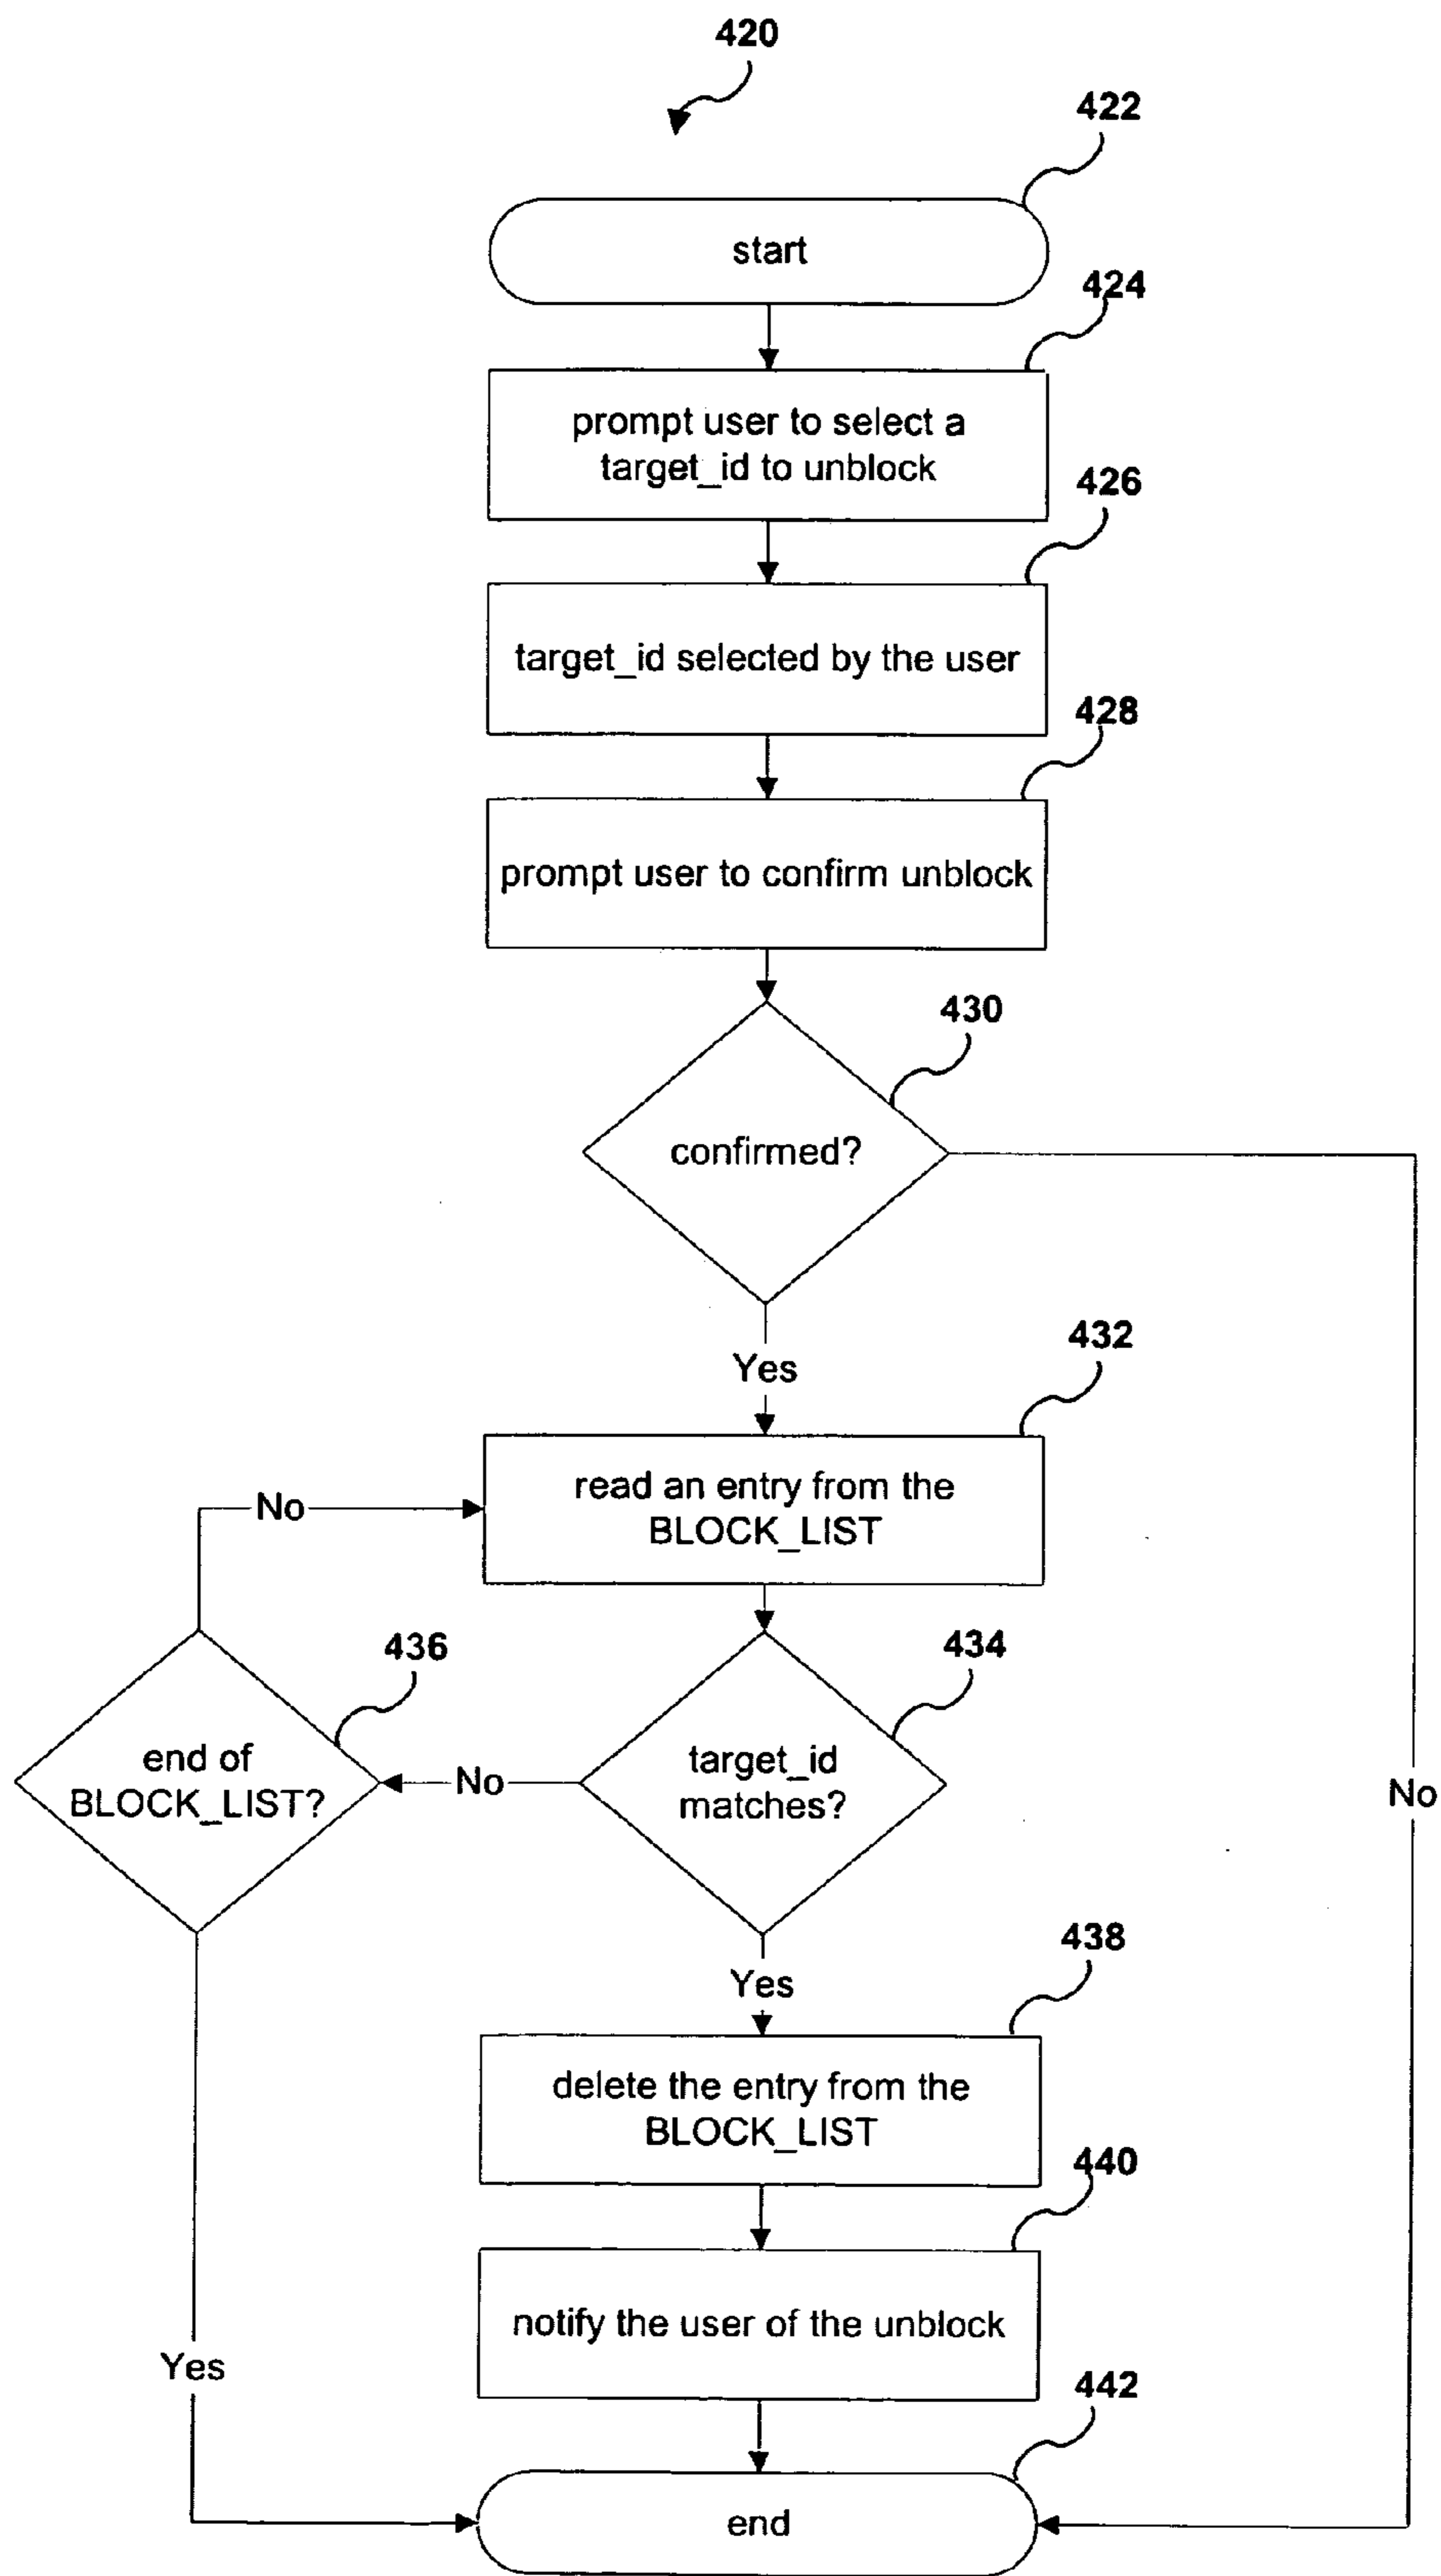 420
422
start
424
prompt user to select a
target_id to unblock
426
target_id selected by the user
428
prompt user to confirm unblock
430
confirmed?
Yes
432
No
read an entry from the
BLOCK_LIST
436
434
end of
BLOCK_LIST?
No
target_id
matches?
No
438
Yes
delete the entry from the
BLOCK_LIST
440
notify the user of the unblock
Yes
442
end